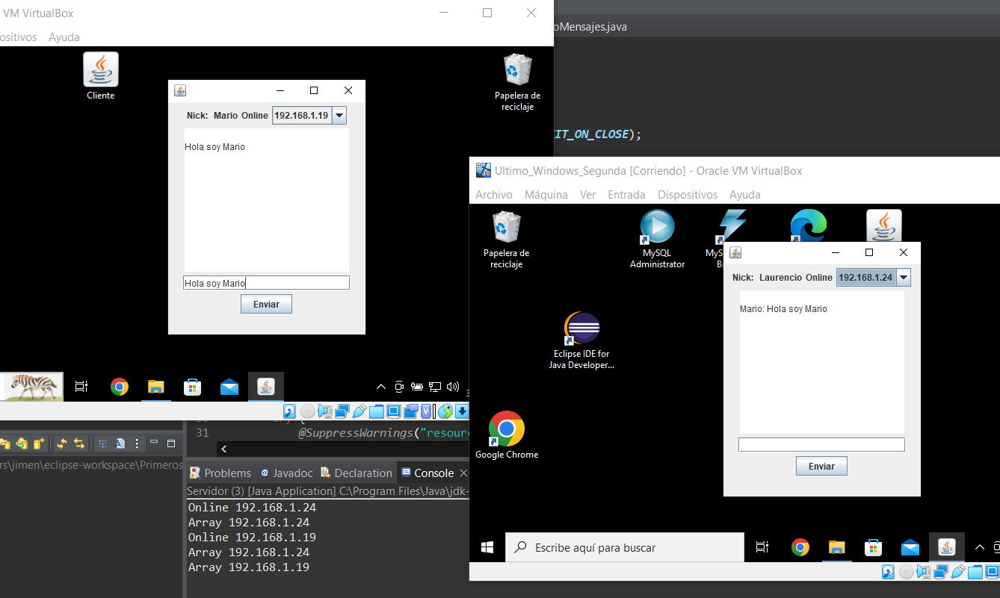 VM VirtualBox
ositivos Ayuda
Cliente
Papelera de
reciclaje
Nick: Mario Online 192.168.1.19
Hola soy Mario
Hola soy Mario
Enviar
oMensajes.java
IT_ON_CLOSE);
Ultimo_Windows_Segunda [Corriendo] - Oracle VM VirtualBox
Archivo Máquina Ver Entrada Dispositivos Ayuda
Papelera de
reciclaje
MySQL
Administrator
MyS
Br
Eclipse IDE for
Java Developer...
Google Chrome
Nick: Laurencio Online 192.168.1.24
Mario: Hola soy Mario
Enviar
Escribe aquí para buscar
31 @SuppressWarnings("resour
rs\jimen\eclipse-workspace\Primeros
Problems Javadoc Declaration Console
Servidor (3) [Java Application] C:\Program Files\Java\jdk-
Online 192.168.1.24
Array 192.168.1.24
Online 192.168.1.19
Array 192.168.1.24
Array 192.168.1.19